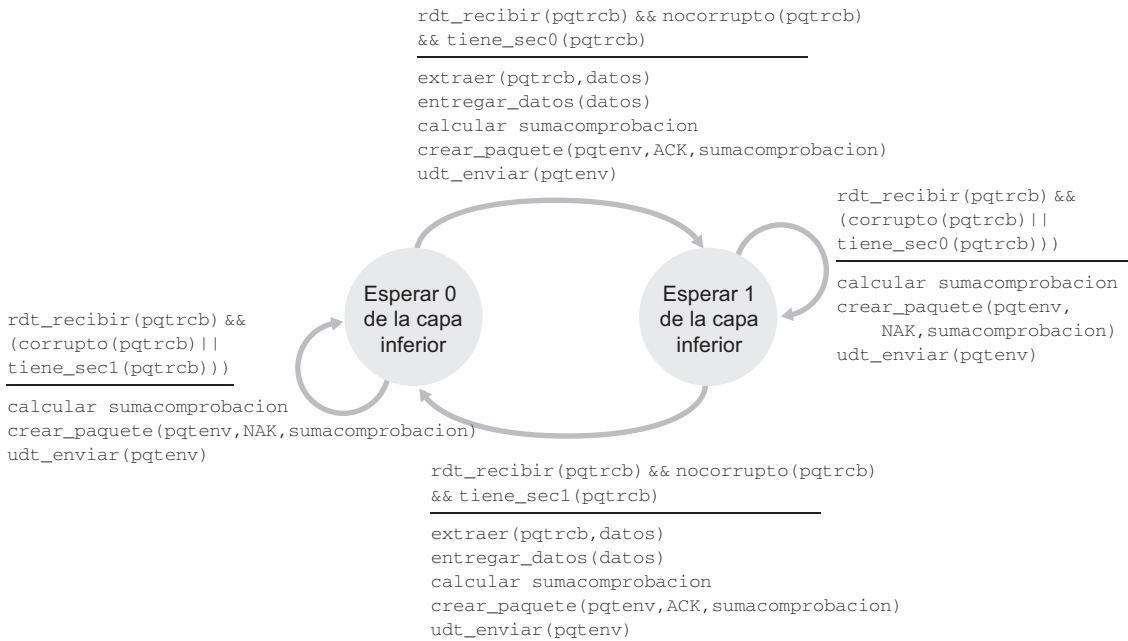 rdt_recibir(pqtrcb) && nocorrupto(pqtrcb)
&& tiene_sec0(pqtrcb)
extraer(pqtrcb,datos)
entregar_datos(datos)
calcular sumacomprobacion
crear_paquete(pqtenv,ACK,sumacomprobacion)
udt_enviar(pqtenv)
rdt_recibir(pqtrcb) &&
(corrupto(pqtrcb)||
tiene_sec0(pqtrcb)))
calcular sumacomprobacion
crear_paquete(pqtenv,
NAK,sumacomprobacion)
udt_enviar(pqtenv)
Esperar 0
de la capa
inferior
Esperar 1
de la capa
inferior
rdt_recibir(pqtrcb) &&
(corrupto(pqtrcb)||
tiene_sec1(pqtrcb)))
calcular sumacomprobacion
crear_paquete(pqtenv,NAK,sumacomprobacion)
udt_enviar(pqtenv)
rdt_recibir(pqtrcb) && nocorrupto(pqtrcb)
&& tiene_sec1(pqtrcb)
extraer(pqtrcb,datos)
entregar_datos(datos)
calcular sumacomprobacion
crear_paquete(pqtenv,ACK,sumacomprobacion)
udt_enviar(pqtenv)